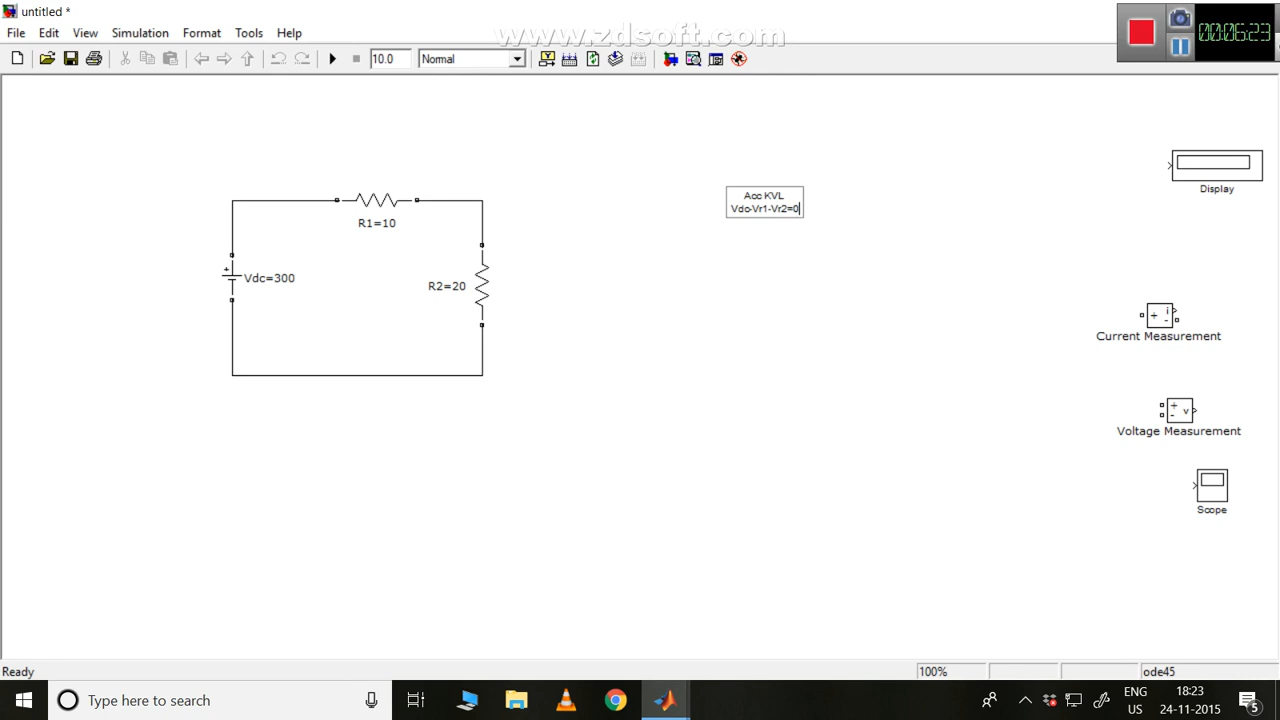 untitled *
www.zdsoft.com
00:06:23
File Edit View Simulation Format Tools Help
10.0 Normal
Display
Acc KVL
Vdc-Vr1-Vr2=0
R1=10
Vdc=300
R2=20
Current Measurement
Voltage Measurement
Scope
+
-
i
+
-
v
+
Ready 100% ode45
Type here to search
ENG
US
18:23
24-11-2015
5